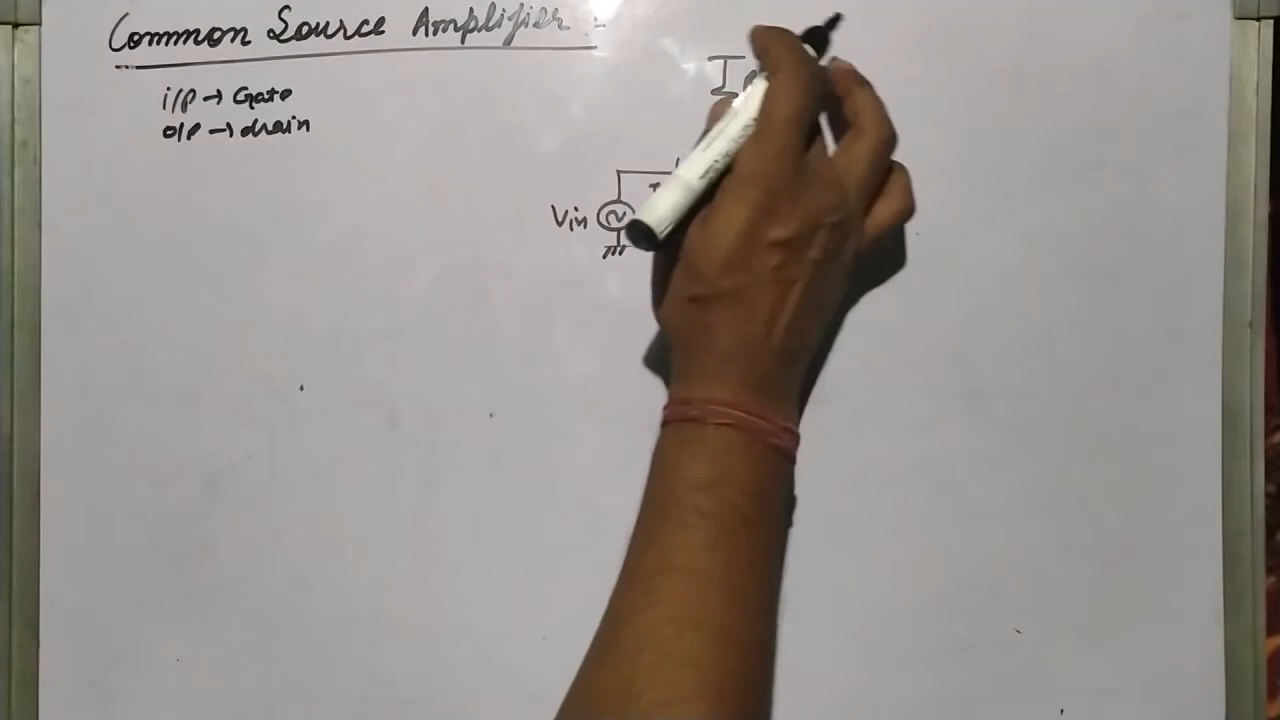 Common Source Amplifier :-
i/p → Gate
o/p → drain
Vin